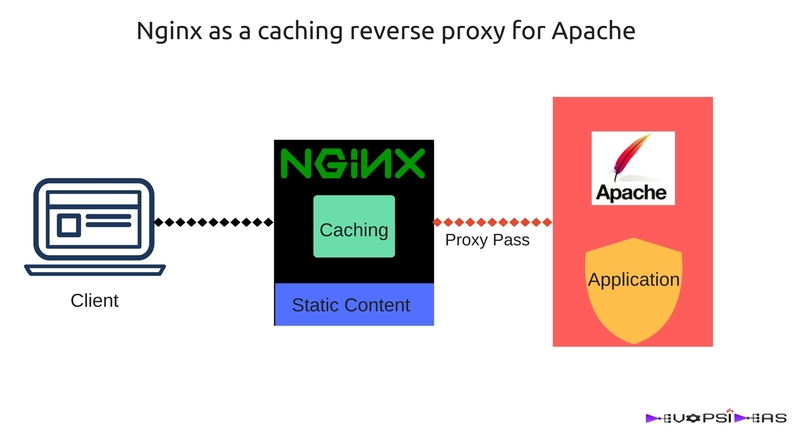 Nginx as a caching reverse proxy for Apache
NGiNX
Caching
Static Content
Client
Proxy Pass
Apache
Application
DEVOPSIDEAS